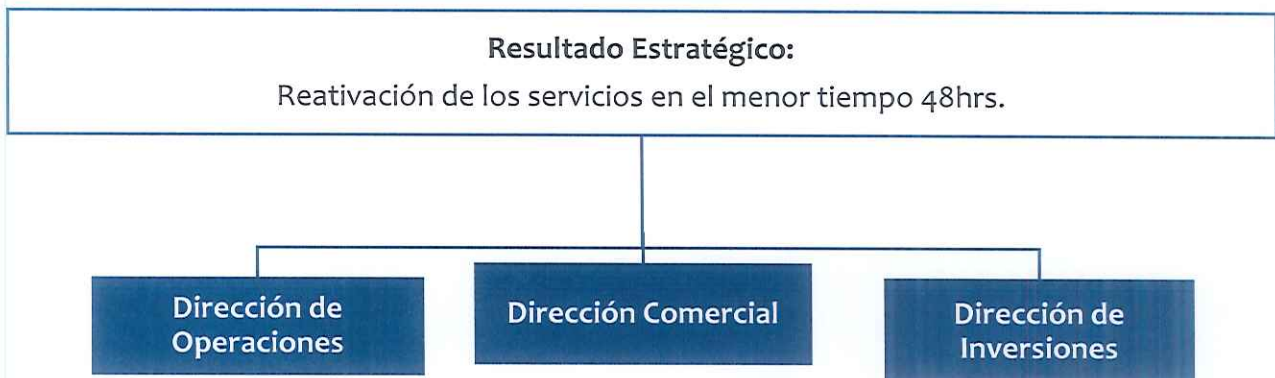 Resultado Estratégico:
Reativación de los servicios en el menor tiempo 48hrs.
Dirección de
Operaciones
Dirección Comercial
Dirección de
Inversiones